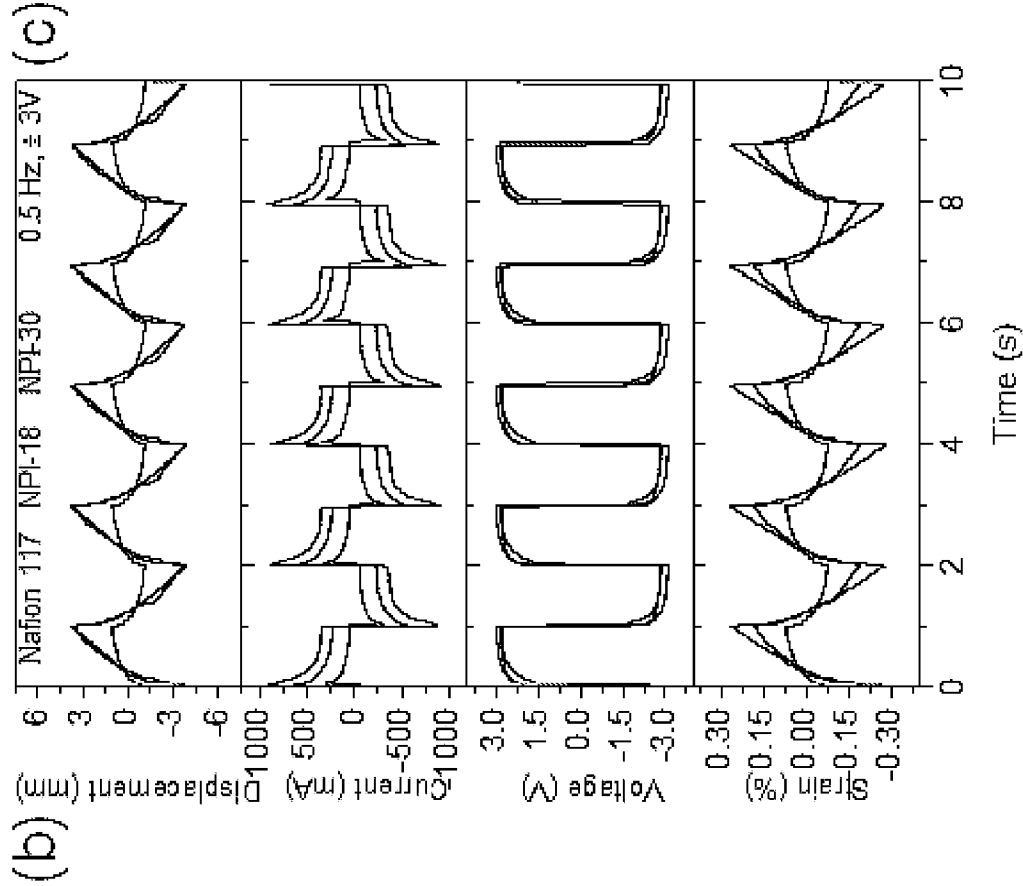 (b)
(c)
Nafion 117 NPI-18 NPI-30 0.5 Hz, ± 3V
6
3
0
-3
-6
Displacement (mm)
1000
500
0
-500
-1000
Current (mA)
3.0
1.5
0.0
-1.5
-3.0
Voltage (V)
0.30
0.15
0.00
-0.15
-0.30
Strain (%)
0 2 4 6 8 10
Time (s)